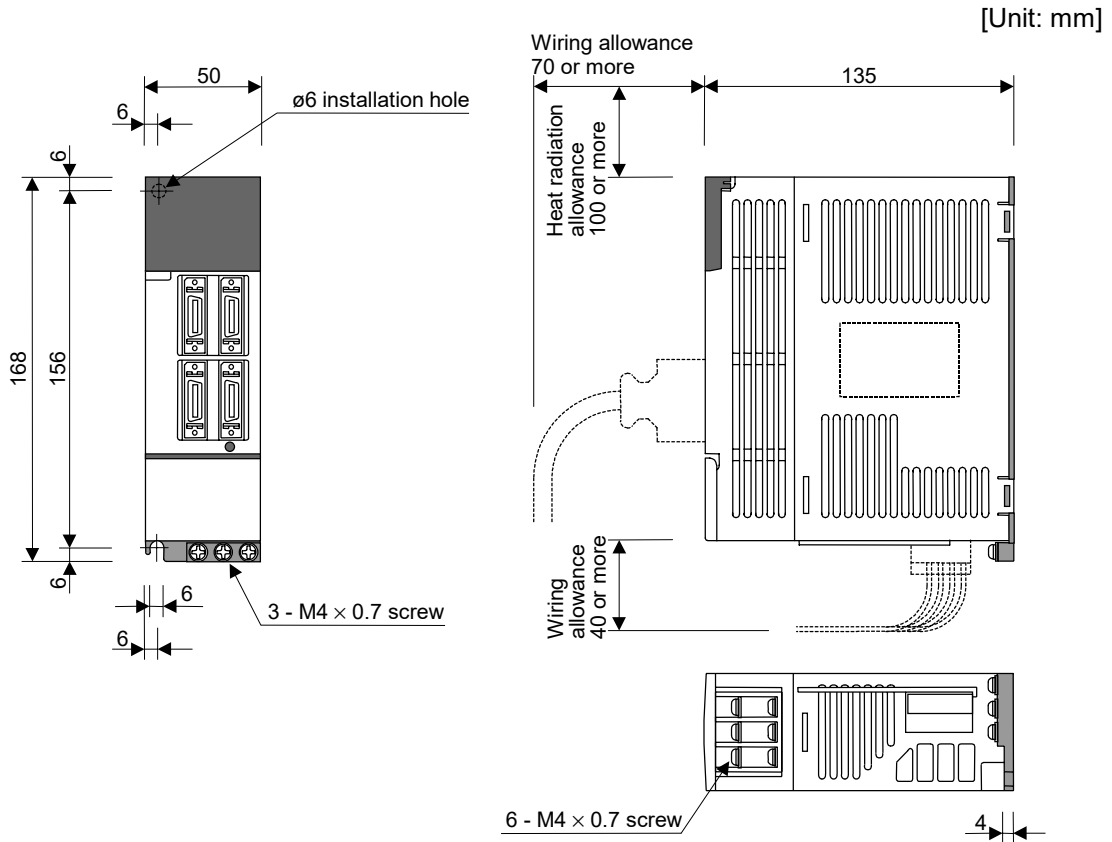 [Unit: mm]
Wiring allowance
70 or more
50
135
ø6 installation hole
6
6
Heat radiation
allowance
100 or more
168
156
6
6
3 - M4 × 0.7 screw
6
Wiring
allowance
40 or more
6 - M4 × 0.7 screw
4